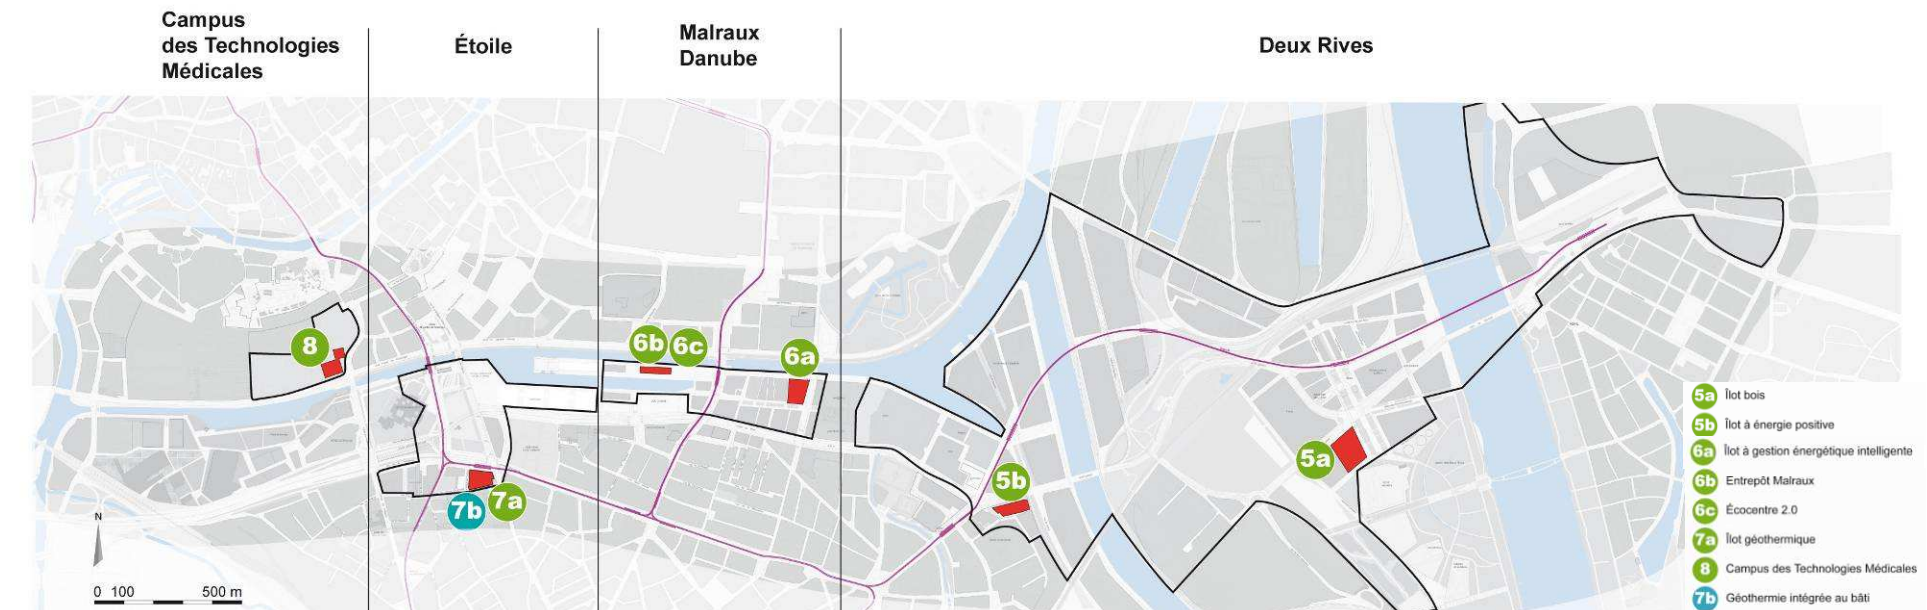 Campus
des Technologies
Médicales
Étoile
Malraux
Danube
Deux Rives
8
6b
6c
6a
5b
5a
7b
7a
N
0 100 500 m
5a Îlot bois
5b Îlot à énergie positive
6a Îlot à gestion énergétique intelligente
6b Entrepôt Malraux
6c Écocentre 2.0
7a Îlot géothermique
8 Campus des Technologies Médicales
7b Géothermie intégrée au bâti